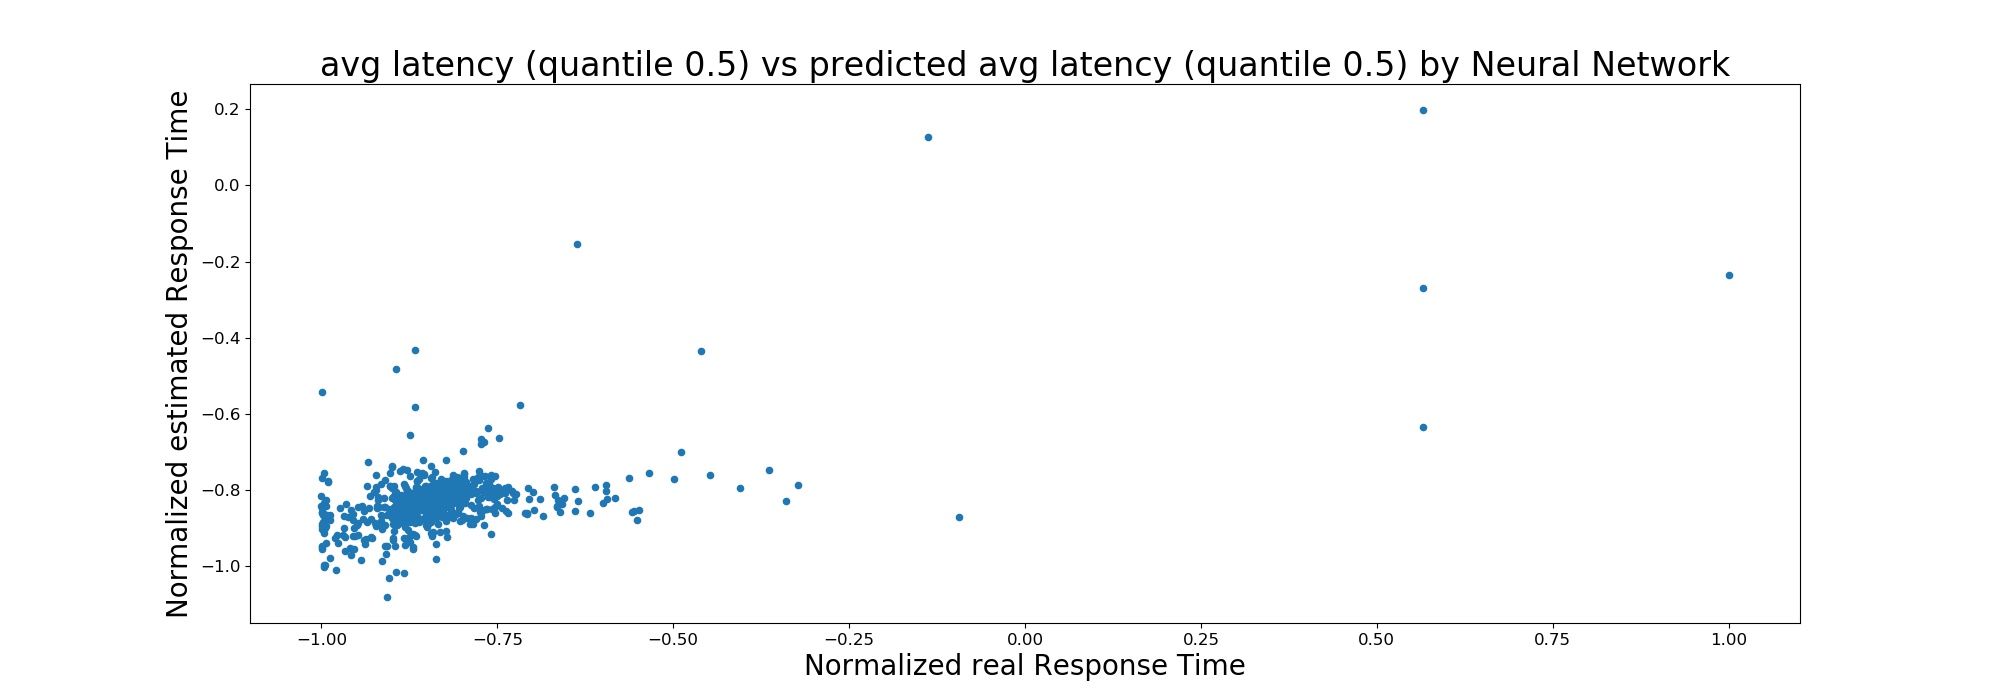 avg latency (quantile 0.5) vs predicted avg latency (quantile 0.5) by Neural Network
Normalized estimated Response Time
0.2
0.0
−0.2
−0.4
−0.6
−0.8
−1.0
−1.00 −0.75 −0.50 −0.25 0.00 0.25 0.50 0.75 1.00
Normalized real Response Time